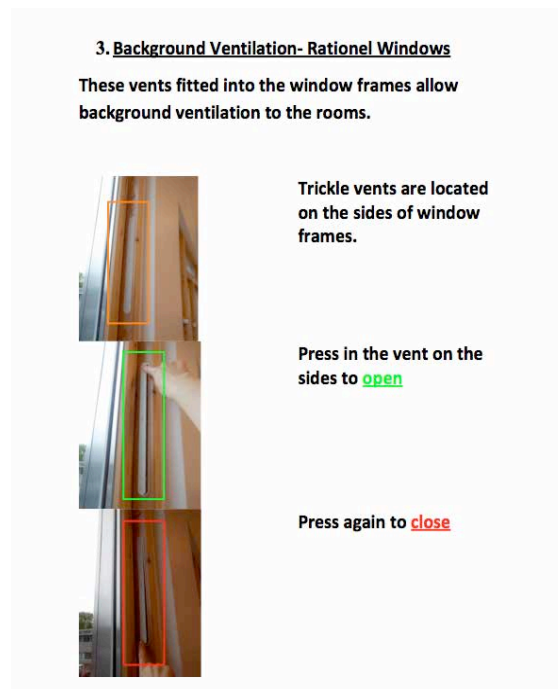 3. Background Ventilation- Rationel Windows
These vents fitted into the window frames allow
background ventilation to the rooms.
Trickle vents are located
on the sides of window
frames.
Press in the vent on the
sides to open
Press again to close